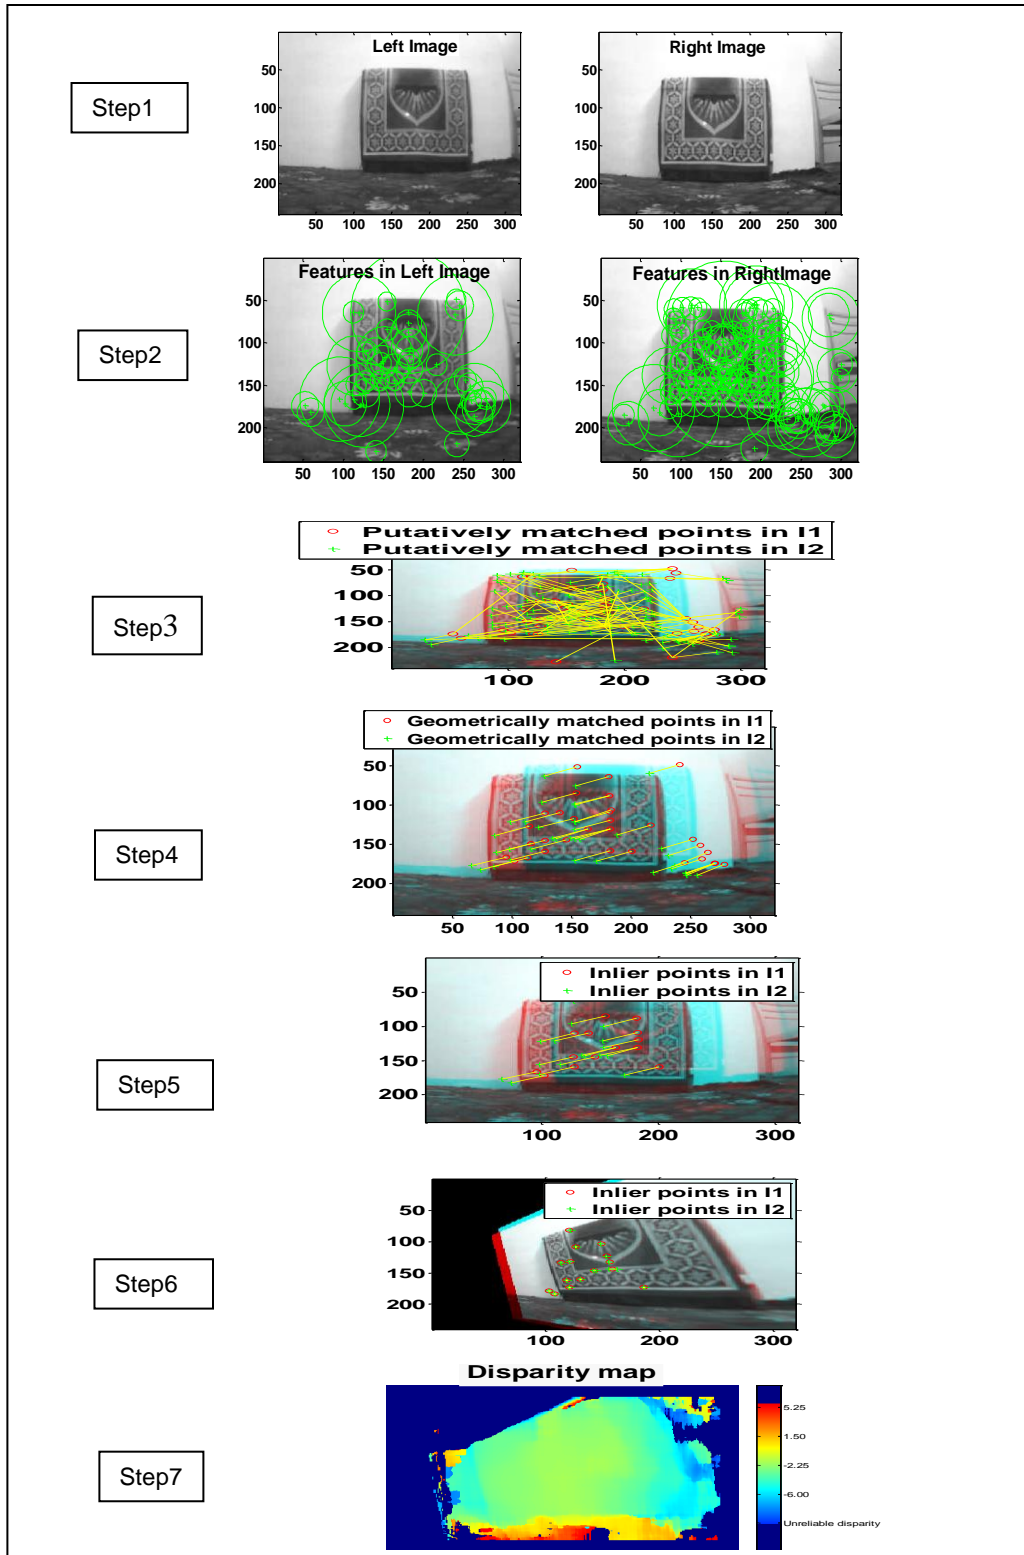 Step1
Left Image
50
100
150
200
50 100 150 200 250 300
Right Image
50
100
150
200
50 100 150 200 250 300
Step2
Features in Left Image
50
100
150
200
50 100 150 200 250 300
Features in RightImage
50
100
150
200
50 100 150 200 250 300
Step3
Putatively matched points in I1
Putatively matched points in I2
50
100
150
200
100 200 300
Step4
Geometrically matched points in I1
Geometrically matched points in I2
50
100
150
200
50 100 150 200 250 300
Step5
Inlier points in I1
Inlier points in I2
50
100
150
200
100 200 300
Step6
Inlier points in I1
Inlier points in I2
50
100
150
200
100 200 300
Step7
Disparity map
5.25
1.50
-2.25
-6.00
Unreliable disparity